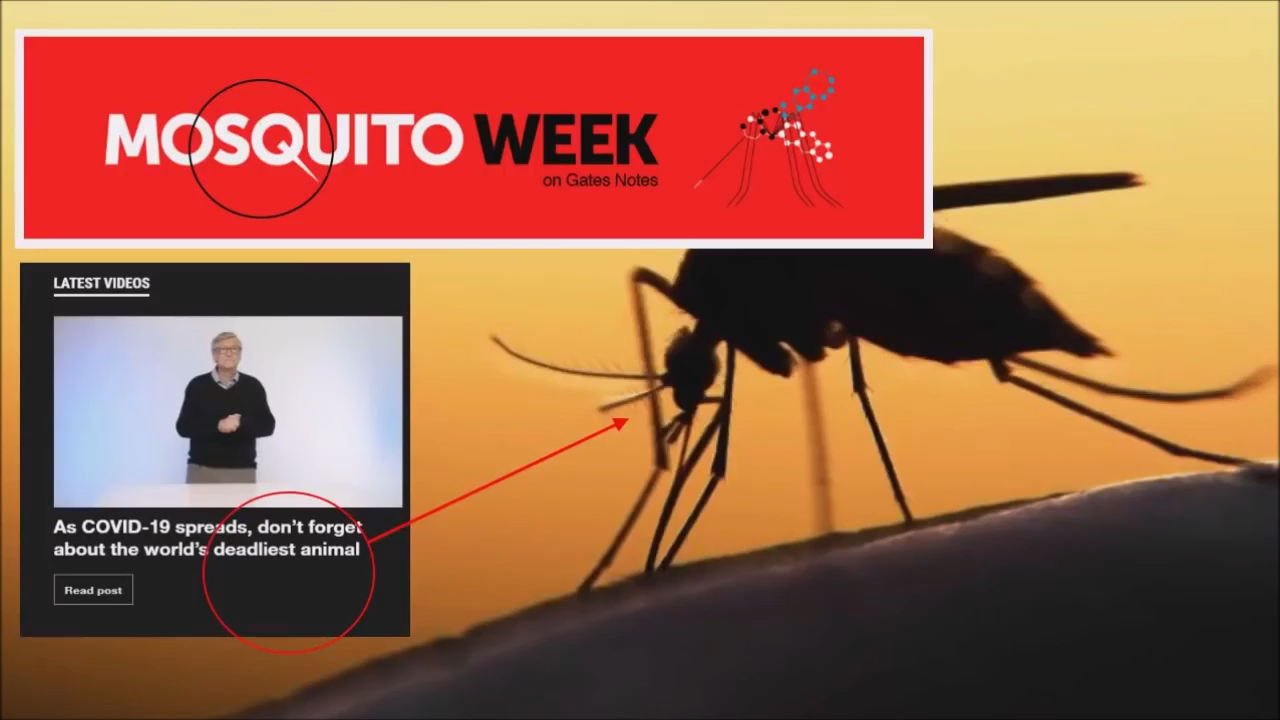 MOSQUITO WEEK
on Gates Notes
LATEST VIDEOS
As COVID-19 spreads, don't forget
about the world's deadliest animal
Read post